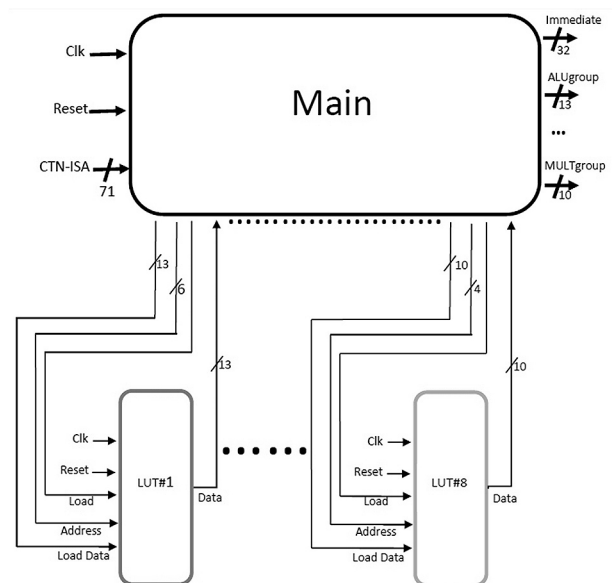 Immediate
32
Clk
ALUgroup
13
Main
Reset
...
CTN-ISA
71
MULTgroup
10
13
6
10
4
13
10
Clk
Reset
Load
Address
Load Data
LUT#1
Data
Clk
Reset
Load
Address
Load Data
LUT#8
Data